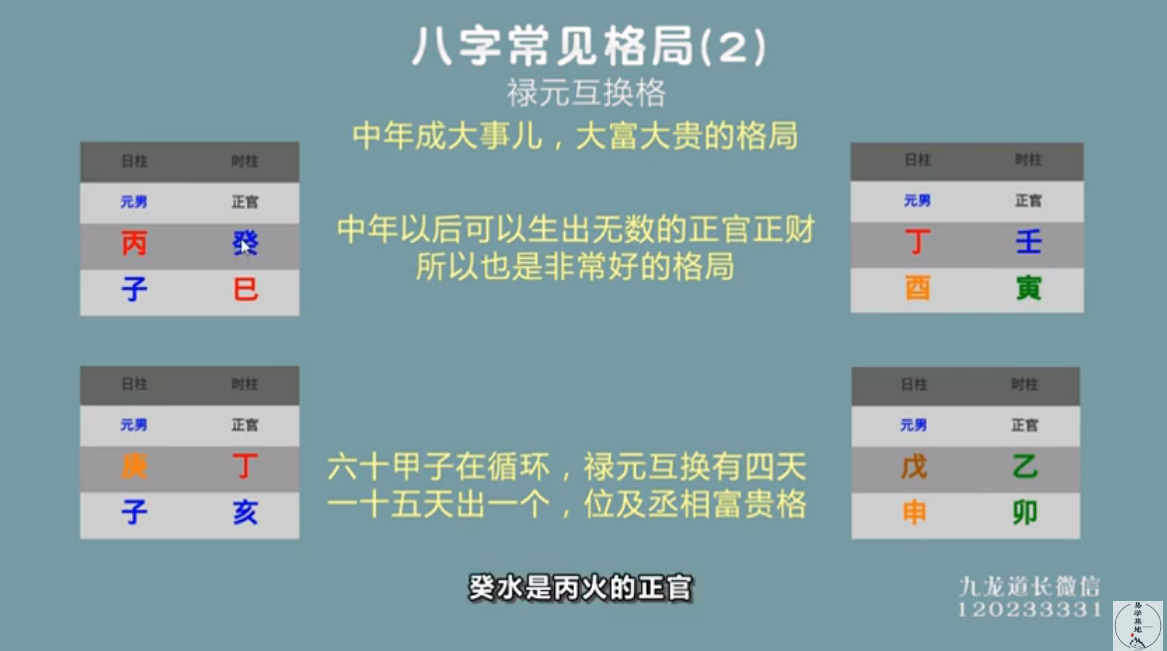 八字常见格局(2)
禄元互换格
中年成大事儿，大富大贵的格局
日柱 时柱
元男 正官
丙 癸
子 巳
中年以后可以生出无数的正官正财
所以也是非常好的格局
日柱 时柱
元男 正官
丁 壬
酉 寅
日柱 时柱
元男 正官
庚 丁
子 亥
六十甲子在循环，禄元互换有四天
一十五天出一个，位及丞相富贵格
日柱 时柱
元男 正官
戊 乙
申 卯
癸水是丙火的正官
九龙道长微信
120233331
易学基地